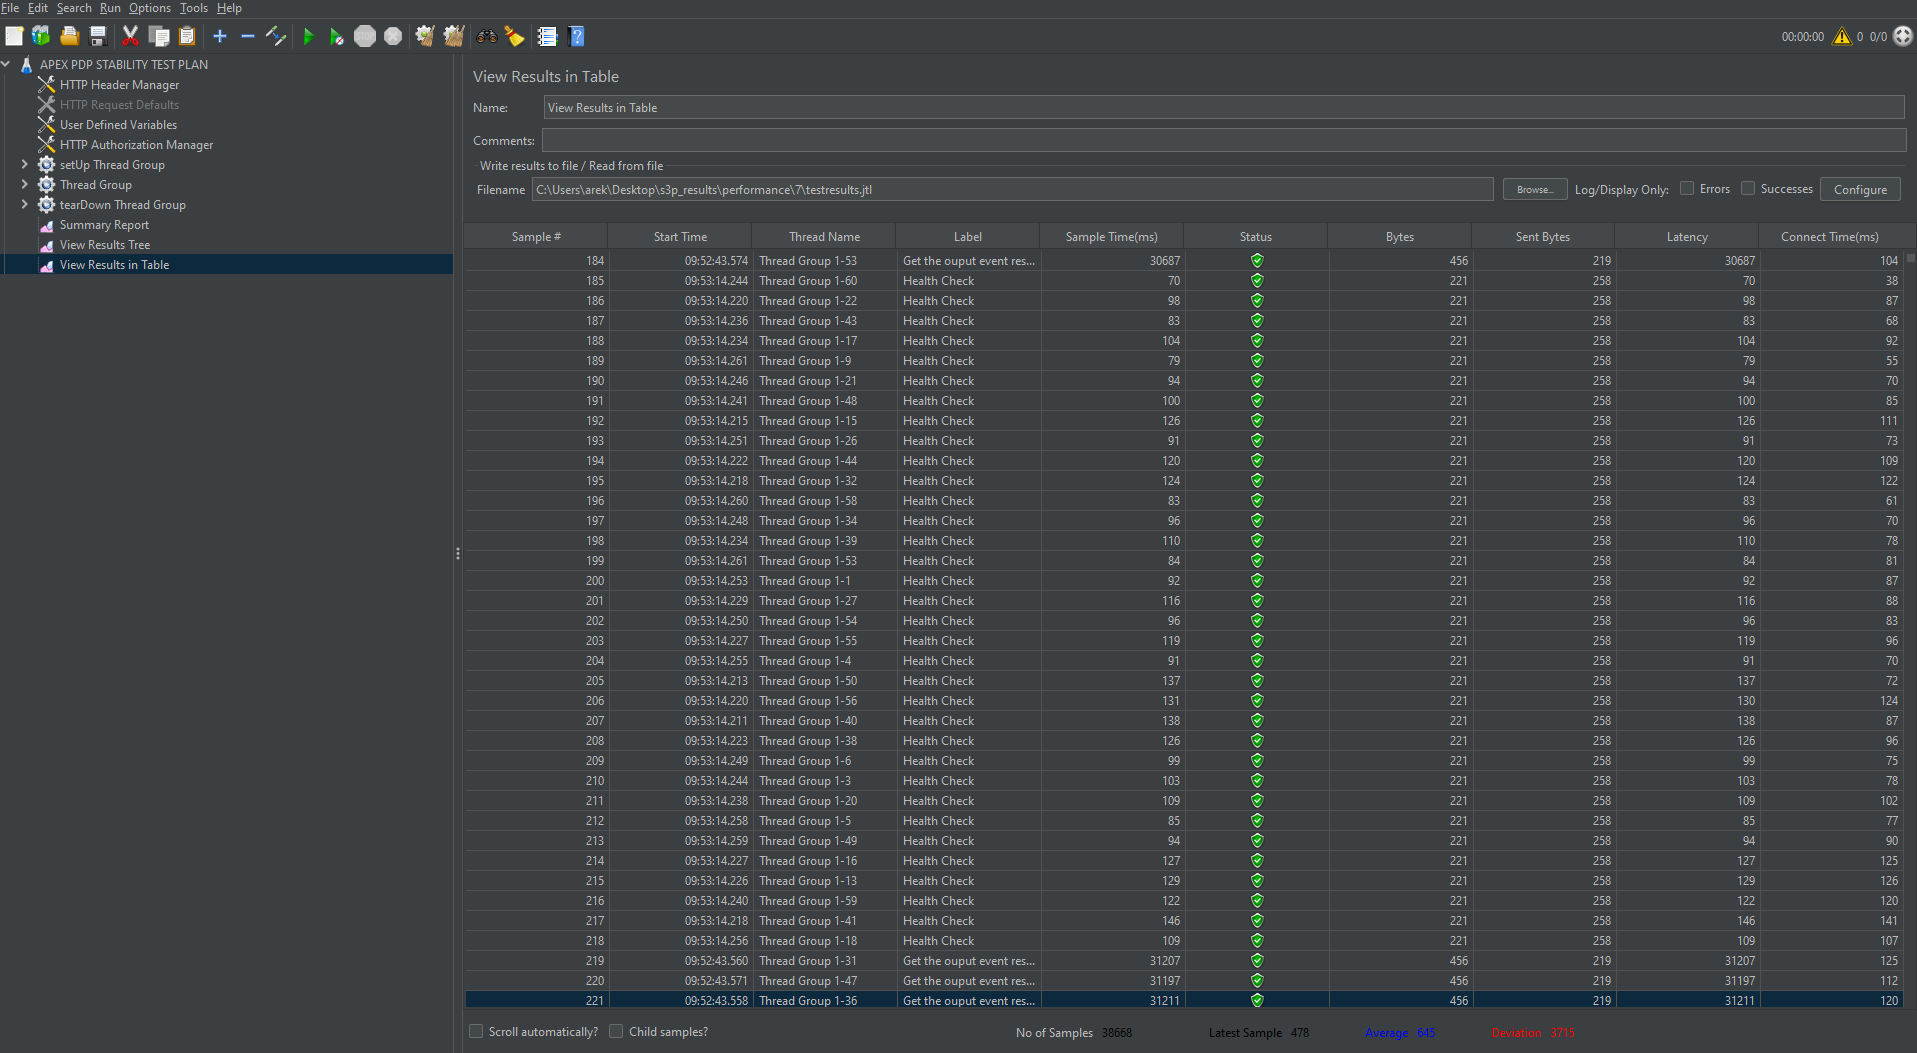 File Edit Search Run Options Tools Help
00:00:00 0 0/0
APEX PDP STABILITY TEST PLAN
HTTP Header Manager
HTTP Request Defaults
User Defined Variables
HTTP Authorization Manager
setUp Thread Group
Thread Group
tearDown Thread Group
Summary Report
View Results Tree
View Results in Table
View Results in Table
Name: View Results in Table
Comments:
Write results to file / Read from file
Filename C:\Users\arek\Desktop\s3p_results\performance\7\testresults.jtl Browse... Log/Display Only: Errors Successes Configure
Sample # Start Time Thread Name Label Sample Time(ms) Status Bytes Sent Bytes Latency Connect Time(ms)
184 09:52:43.574 Thread Group 1-53 Get the ouput event res... 30687 456 219 30687 104
185 09:53:14.244 Thread Group 1-60 Health Check 70 221 258 70 38
186 09:53:14.220 Thread Group 1-22 Health Check 98 221 258 98 87
187 09:53:14.236 Thread Group 1-43 Health Check 83 221 258 83 68
188 09:53:14.234 Thread Group 1-17 Health Check 104 221 258 104 92
189 09:53:14.261 Thread Group 1-9 Health Check 79 221 258 79 55
190 09:53:14.246 Thread Group 1-21 Health Check 94 221 258 94 70
191 09:53:14.241 Thread Group 1-48 Health Check 100 221 258 100 85
192 09:53:14.215 Thread Group 1-15 Health Check 126 221 258 126 111
193 09:53:14.251 Thread Group 1-26 Health Check 91 221 258 91 73
194 09:53:14.222 Thread Group 1-44 Health Check 120 221 258 120 109
195 09:53:14.218 Thread Group 1-32 Health Check 124 221 258 124 122
196 09:53:14.260 Thread Group 1-58 Health Check 83 221 258 83 61
197 09:53:14.248 Thread Group 1-34 Health Check 96 221 258 96 70
198 09:53:14.234 Thread Group 1-39 Health Check 110 221 258 110 78
199 09:53:14.261 Thread Group 1-53 Health Check 84 221 258 84 81
200 09:53:14.253 Thread Group 1-1 Health Check 92 221 258 92 87
201 09:53:14.229 Thread Group 1-27 Health Check 116 221 258 116 88
202 09:53:14.250 Thread Group 1-54 Health Check 96 221 258 96 83
203 09:53:14.227 Thread Group 1-55 Health Check 119 221 258 119 96
204 09:53:14.255 Thread Group 1-4 Health Check 91 221 258 91 70
205 09:53:14.213 Thread Group 1-50 Health Check 137 221 258 137 72
206 09:53:14.220 Thread Group 1-56 Health Check 131 221 258 130 124
207 09:53:14.211 Thread Group 1-40 Health Check 138 221 258 138 87
208 09:53:14.223 Thread Group 1-38 Health Check 126 221 258 126 96
209 09:53:14.249 Thread Group 1-6 Health Check 99 221 258 99 75
210 09:53:14.244 Thread Group 1-3 Health Check 103 221 258 103 78
211 09:53:14.238 Thread Group 1-20 Health Check 109 221 258 109 102
212 09:53:14.258 Thread Group 1-5 Health Check 85 221 258 85 77
213 09:53:14.259 Thread Group 1-49 Health Check 94 221 258 94 90
214 09:53:14.227 Thread Group 1-16 Health Check 127 221 258 127 125
215 09:53:14.226 Thread Group 1-13 Health Check 129 221 258 129 126
216 09:53:14.240 Thread Group 1-59 Health Check 122 221 258 122 120
217 09:53:14.218 Thread Group 1-41 Health Check 146 221 258 146 141
218 09:53:14.256 Thread Group 1-18 Health Check 109 221 258 109 107
219 09:52:43.560 Thread Group 1-31 Get the ouput event res... 31207 456 219 31207 125
220 09:52:43.571 Thread Group 1-47 Get the ouput event res... 31197 456 219 31197 112
221 09:52:43.558 Thread Group 1-36 Get the ouput event res... 31211 456 219 31211 120
Scroll automatically? Child samples? No of Samples 38668 Latest Sample 478 Average 645 Deviation 3715